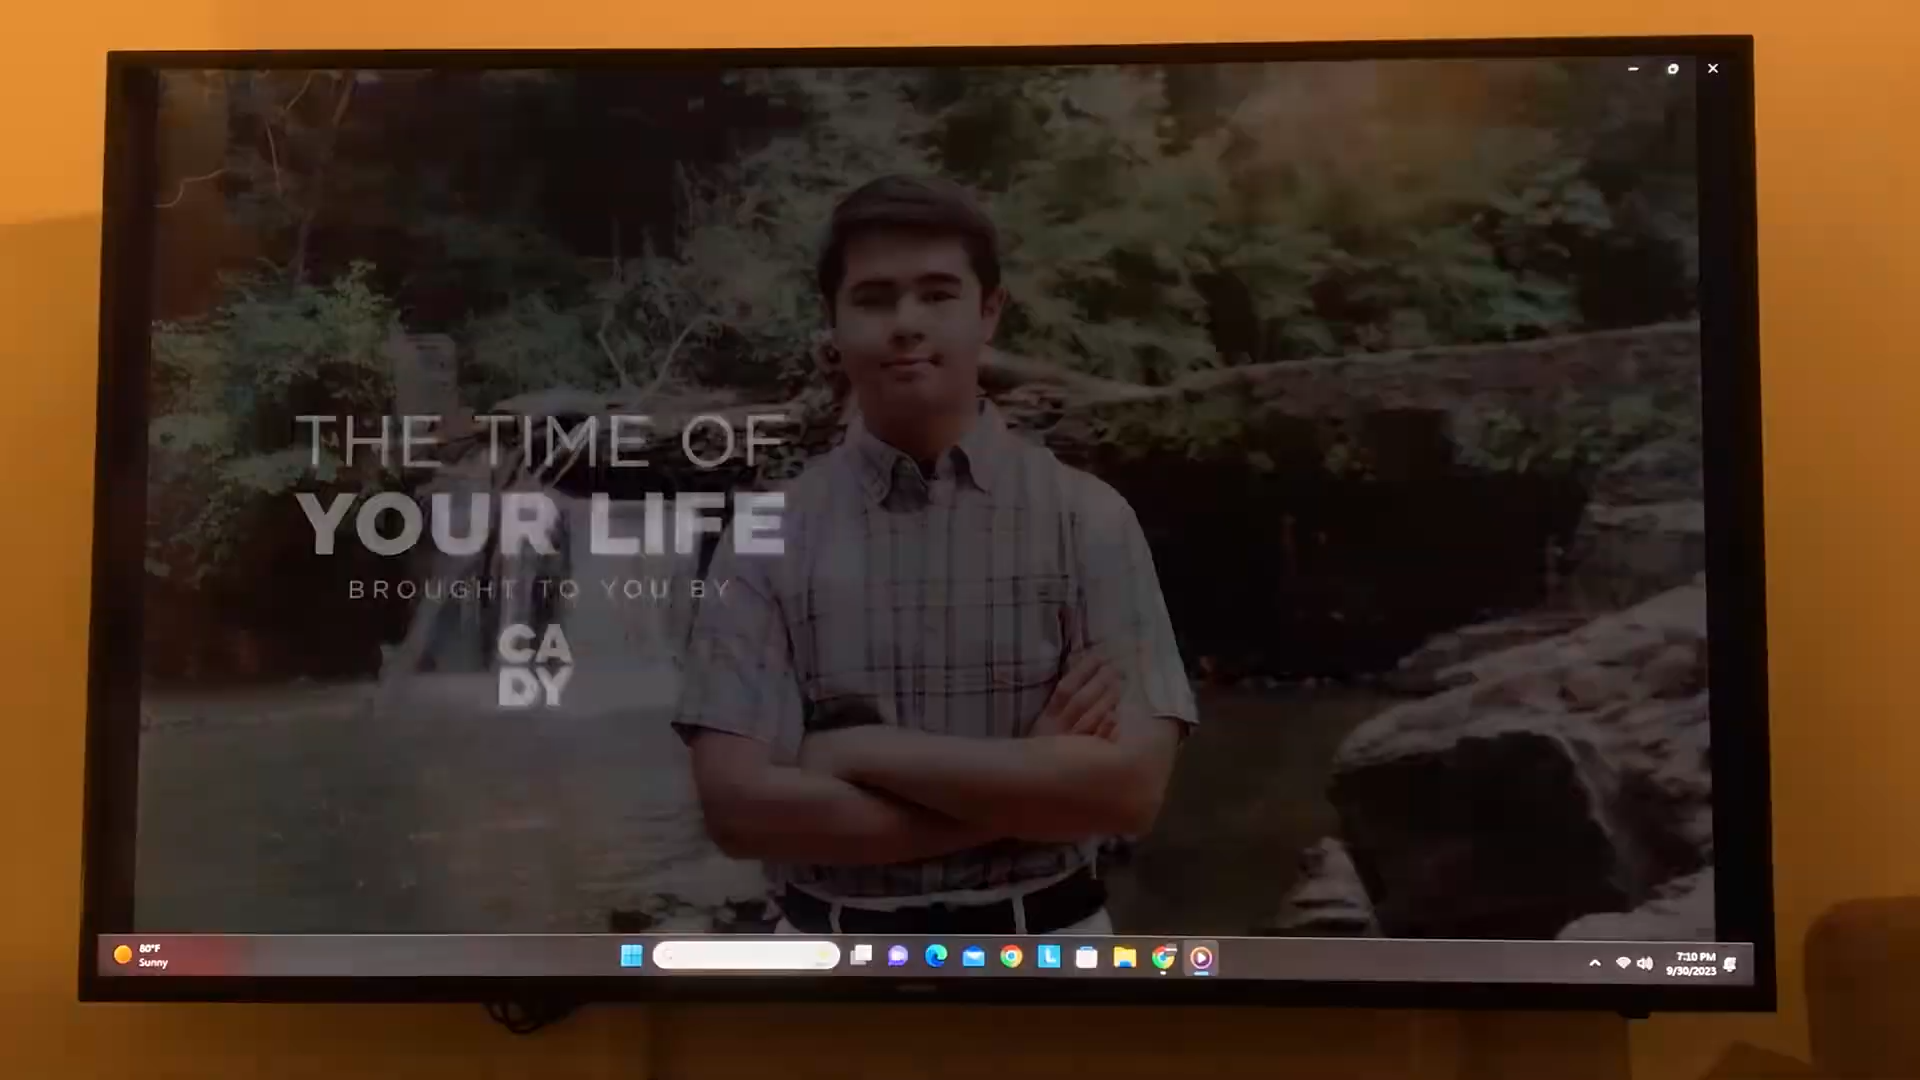 THE TIME OF
YOUR LIFE
BROUGHT TO YOU BY
CA
DY
80°F
Sunny
7:10 PM
9/30/2023